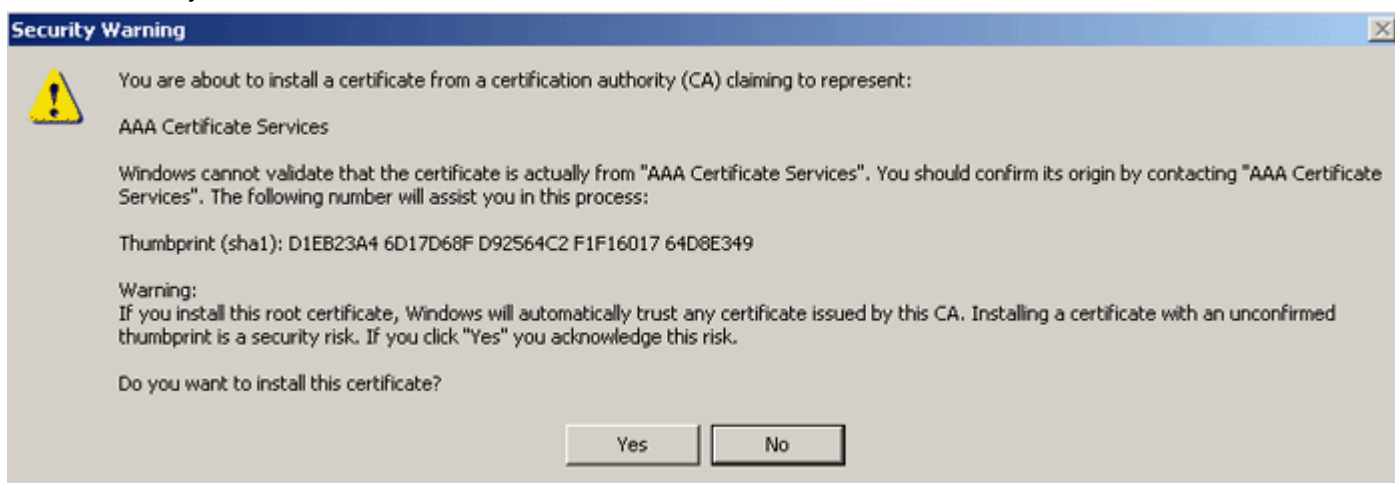 Security Warning
You are about to install a certificate from a certification authority (CA) claiming to represent:
AAA Certificate Services
Windows cannot validate that the certificate is actually from "AAA Certificate Services". You should confirm its origin by contacting "AAA Certificate
Services". The following number will assist you in this process:
Thumbprint (sha1): D1EB23A4 6D17D68F D92564C2 F1F16017 64D8E349
Warning:
If you install this root certificate, Windows will automatically trust any certificate issued by this CA. Installing a certificate with an unconfirmed
thumbprint is a security risk. If you click "Yes" you acknowledge this risk.
Do you want to install this certificate?
Yes No